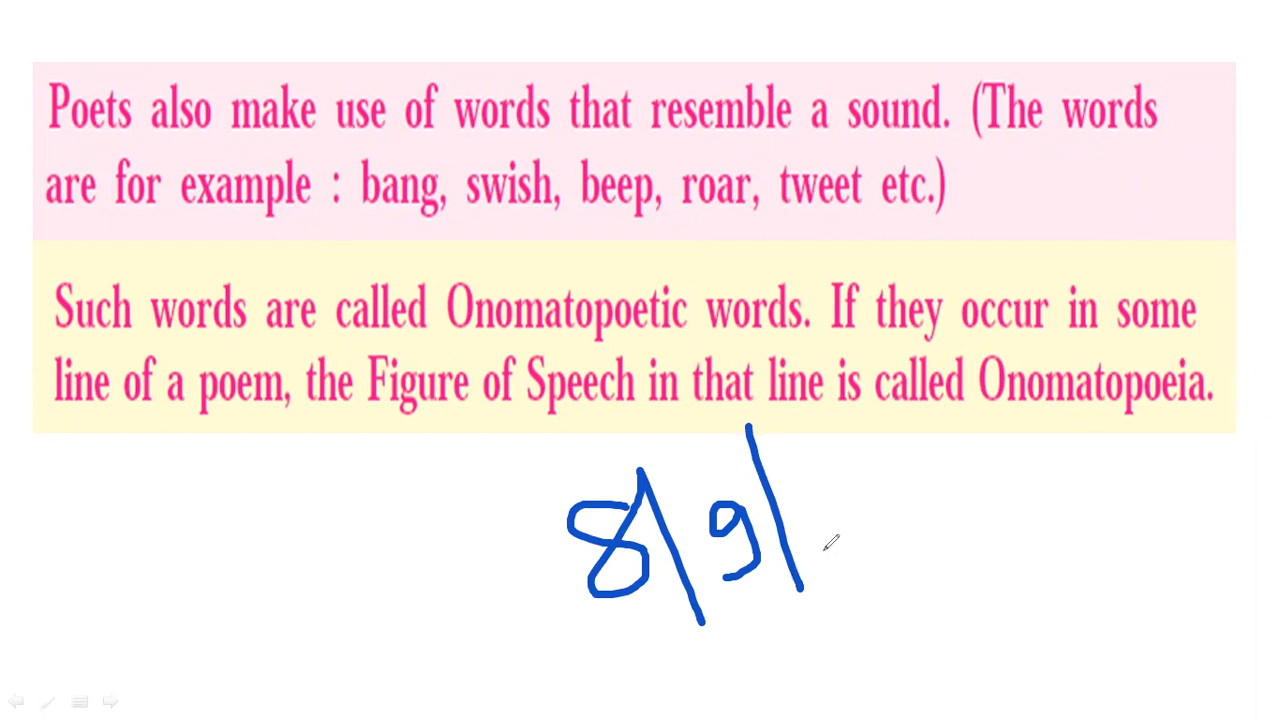 Poets also make use of words that resemble a sound. (The words
are for example : bang, swish, beep, roar, tweet etc.)
Such words are called Onomatopoetic words. If they occur in some
line of a poem, the Figure of Speech in that line is called Onomatopoeia.
8\9\